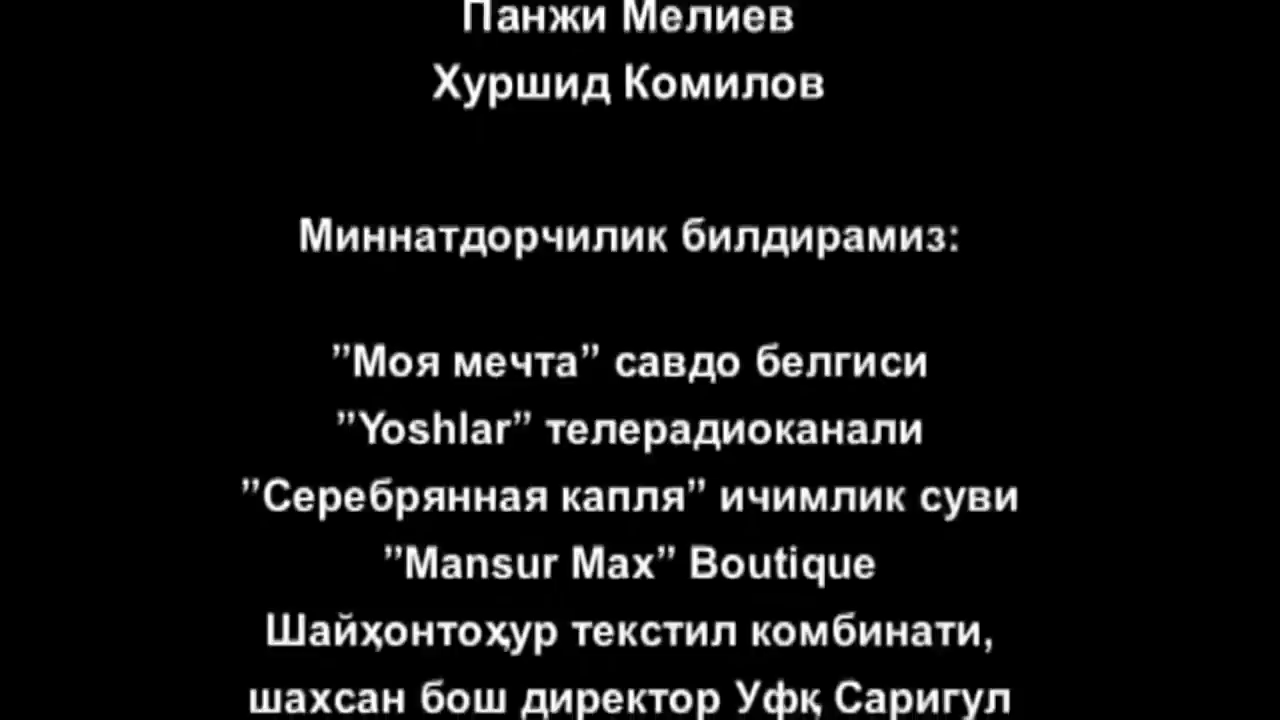 Панжи Мелиев
Хуршид Комилов
Миннатдорчилик билдирамиз:
”Моя мечта” савдо белгиси
”Yoshlar” телерадиоканали
”Серебрянная капля” ичимлик суви
”Mansur Max” Boutique
Шайҳонтоҳур текстил комбинати,
шахсан бош директор Уфқ Саригул